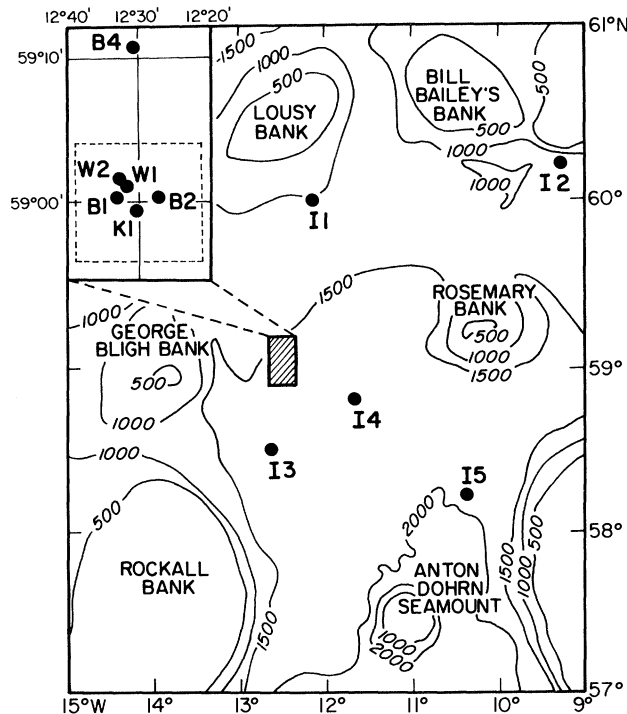 12°40' 12°30' 12°20'
61°N
B4
59°10'
-1500
1000
500
LOUSY
BANK
BILL
BAILEY'S
BANK
500
500
1000
1000
I2
W2 W1
59°00'
B1 B2
K1
I1
60°
1500
1000
GEORGE
BLIGH BANK
500
1000
ROSEMARY
BANK
500
1000
1500
59°
I4
1000
I3
I5
500
2000
500
1000
1500
58°
ROCKALL
BANK
ANTON
DOHRN
SEAMOUNT
1500
1000
2000
57°
15°W 14° 13° 12° 11° 10° 9°